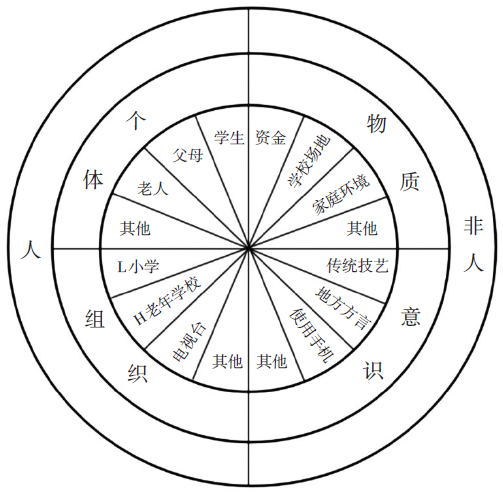 人
非人
个体
物质
组织
意识
学生
父母
老人
其他
资金
学校场地
家庭环境
其他
L小学
H老年学校
电视台
其他
传统技艺
地方方言
使用手机
其他